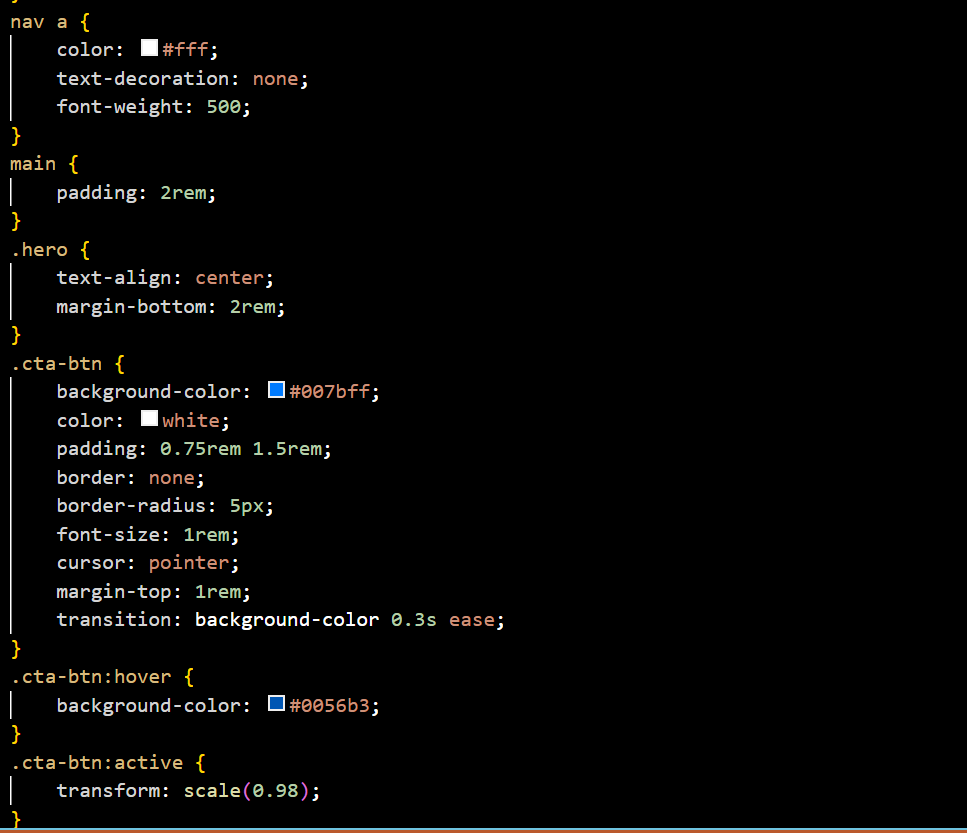 }
nav a {
    color: #fff;
    text-decoration: none;
    font-weight: 500;
}
main {
    padding: 2rem;
}
.hero {
    text-align: center;
    margin-bottom: 2rem;
}
.cta-btn {
    background-color: #007bff;
    color: white;
    padding: 0.75rem 1.5rem;
    border: none;
    border-radius: 5px;
    font-size: 1rem;
    cursor: pointer;
    margin-top: 1rem;
    transition: background-color 0.3s ease;
}
.cta-btn:hover {
    background-color: #0056b3;
}
.cta-btn:active {
    transform: scale(0.98);
}